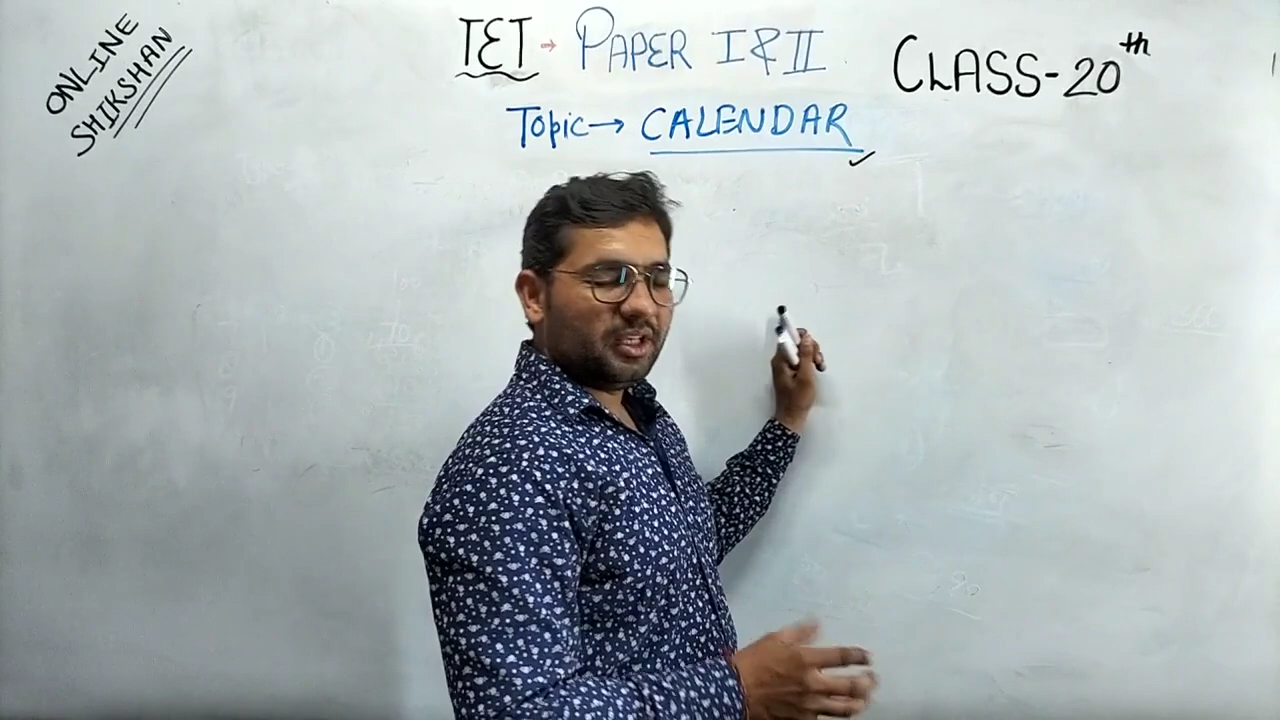 ONLINE
SHIKSHAN
TET → PAPER I & II
CLASS-20th
Topic → CALENDAR